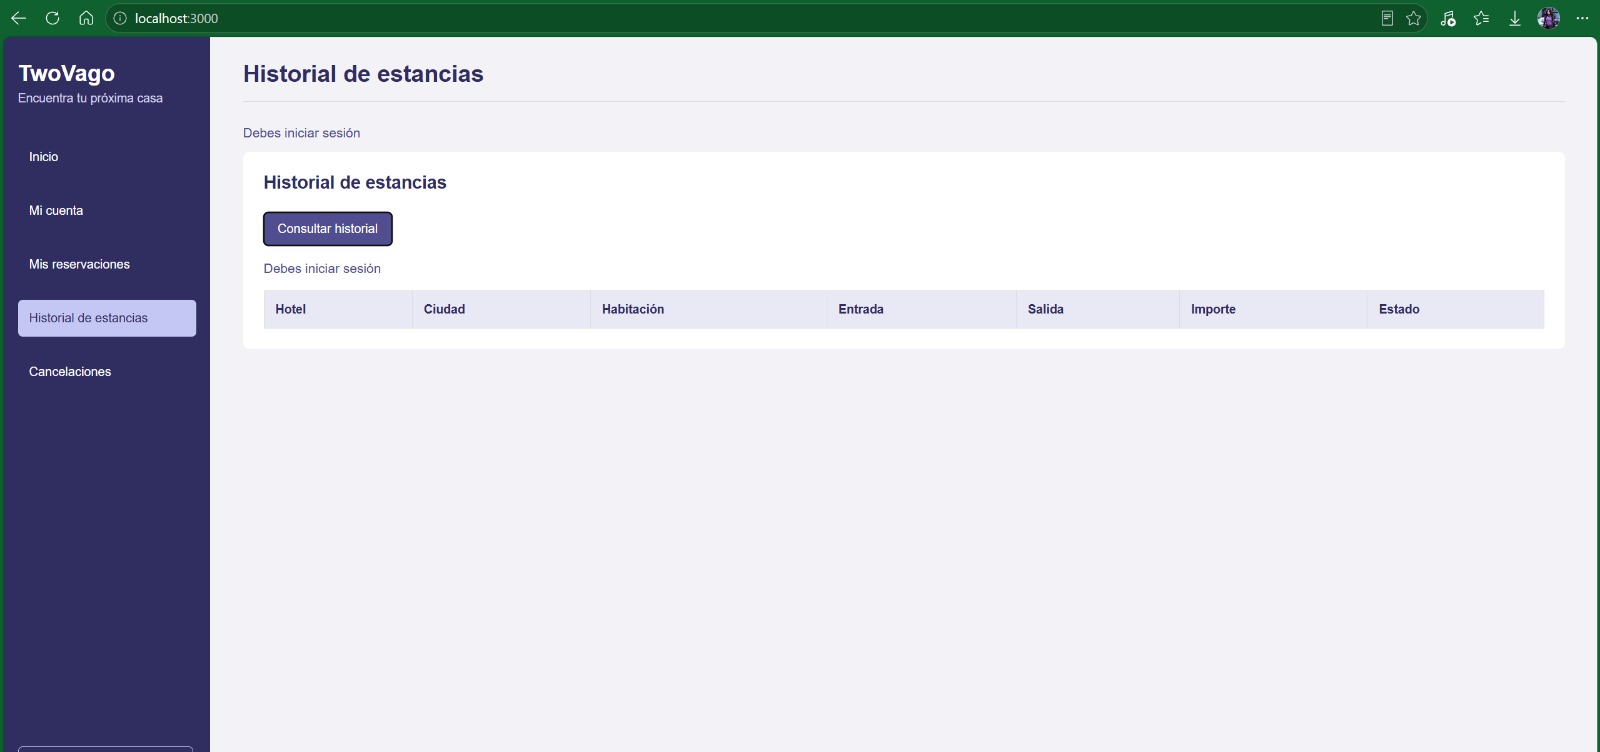 localhost:3000
TwoVago
Encuentra tu próxima casa
Inicio
Mi cuenta
Mis reservaciones
Historial de estancias
Cancelaciones
Historial de estancias
Debes iniciar sesión
Historial de estancias
Consultar historial
Debes iniciar sesión
Hotel Ciudad Habitación Entrada Salida Importe Estado